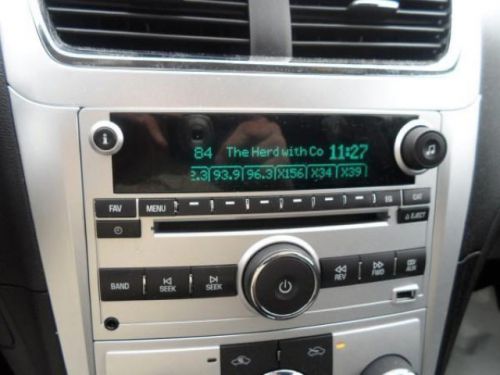 84 The Herd with Co 11:27
2.3 93.9 96.3 X156 X34 X39
FAV MENU EQ CAT
EJECT
BAND SEEK SEEK REV FWD AUX